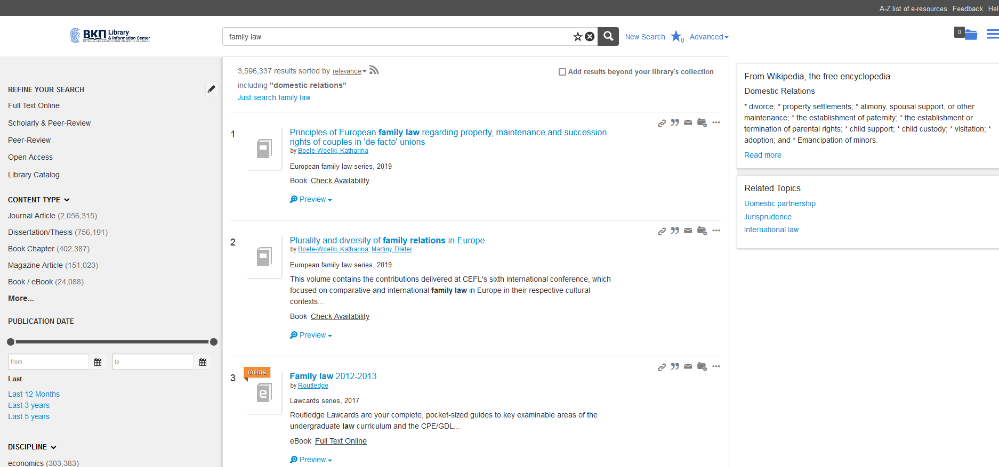 A-Z list of e-resources Feedback Hel
ΒΚΠ Library & Information Center
NATIONAL AND KAPODISTRIAN UNIVERSITY OF ATHENS
family law
New Search
0
Advanced
0
REFINE YOUR SEARCH
Full Text Online
Scholarly & Peer-Review
Peer-Review
Open Access
Library Catalog
CONTENT TYPE
Journal Article (2,056,315)
Dissertation/Thesis (756,191)
Book Chapter (402,387)
Magazine Article (151,023)
Book / eBook (24,088)
More...
PUBLICATION DATE
from
to
Last
Last 12 Months
Last 3 years
Last 5 years
DISCIPLINE
economics (303,383)
3,596,337 results sorted by relevance
Add results beyond your library's collection
including "domestic relations"
Just search family law
1
Principles of European family law regarding property, maintenance and succession
rights of couples in 'de facto' unions
by Boele-Woelki, Katharina
European family law series, 2019
Book Check Availability
Preview
2
Plurality and diversity of family relations in Europe
by Boele-Woelki, Katharina; Martiny, Dieter
European family law series, 2019
This volume contains the contributions delivered at CEFL's sixth international conference, which
focused on comparative and international family law in Europe in their respective cultural
contexts...
Book Check Availability
Preview
3
online
e
Family law 2012-2013
by Routledge
Lawcards series, 2017
Routledge Lawcards are your complete, pocket-sized guides to key examinable areas of the
undergraduate law curriculum and the CPE/GDL...
eBook Full Text Online
Preview
From Wikipedia, the free encyclopedia
Domestic Relations
* divorce; * property settlements; * alimony, spousal support, or other
maintenance; * the establishment of paternity; * the establishment or
termination of parental rights; * child support; * child custody; * visitation; *
adoption; and * Emancipation of minors.
Read more
Related Topics
Domestic partnership
Jurisprudence
International law